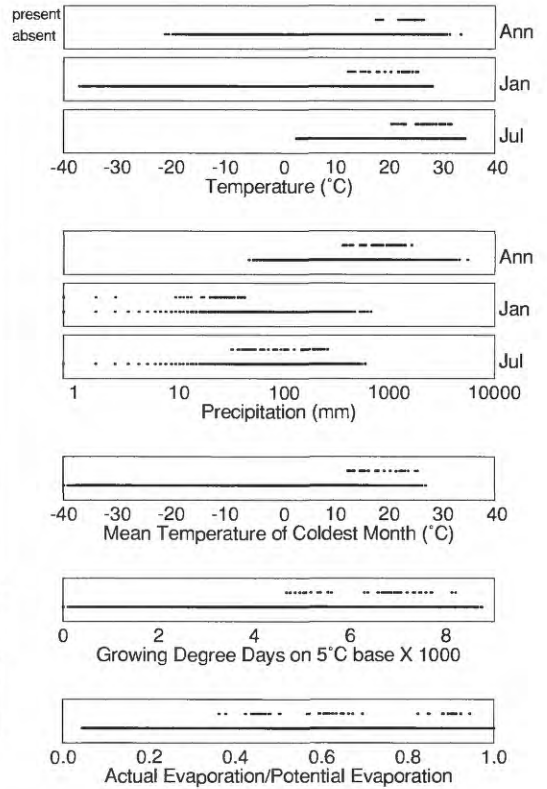 present
absent
Ann
Jan
Jul
-40 -30 -20 -10 0 10 20 30 40
Temperature (˚C)
Ann
Jan
Jul
1 10 100 1000 10000
Precipitation (mm)
-40 -30 -20 -10 0 10 20 30 40
Mean Temperature of Coldest Month (˚C)
0 2 4 6 8
Growing Degree Days on 5˚C base X 1000
0.0 0.2 0.4 0.6 0.8 1.0
Actual Evaporation/Potential Evaporation